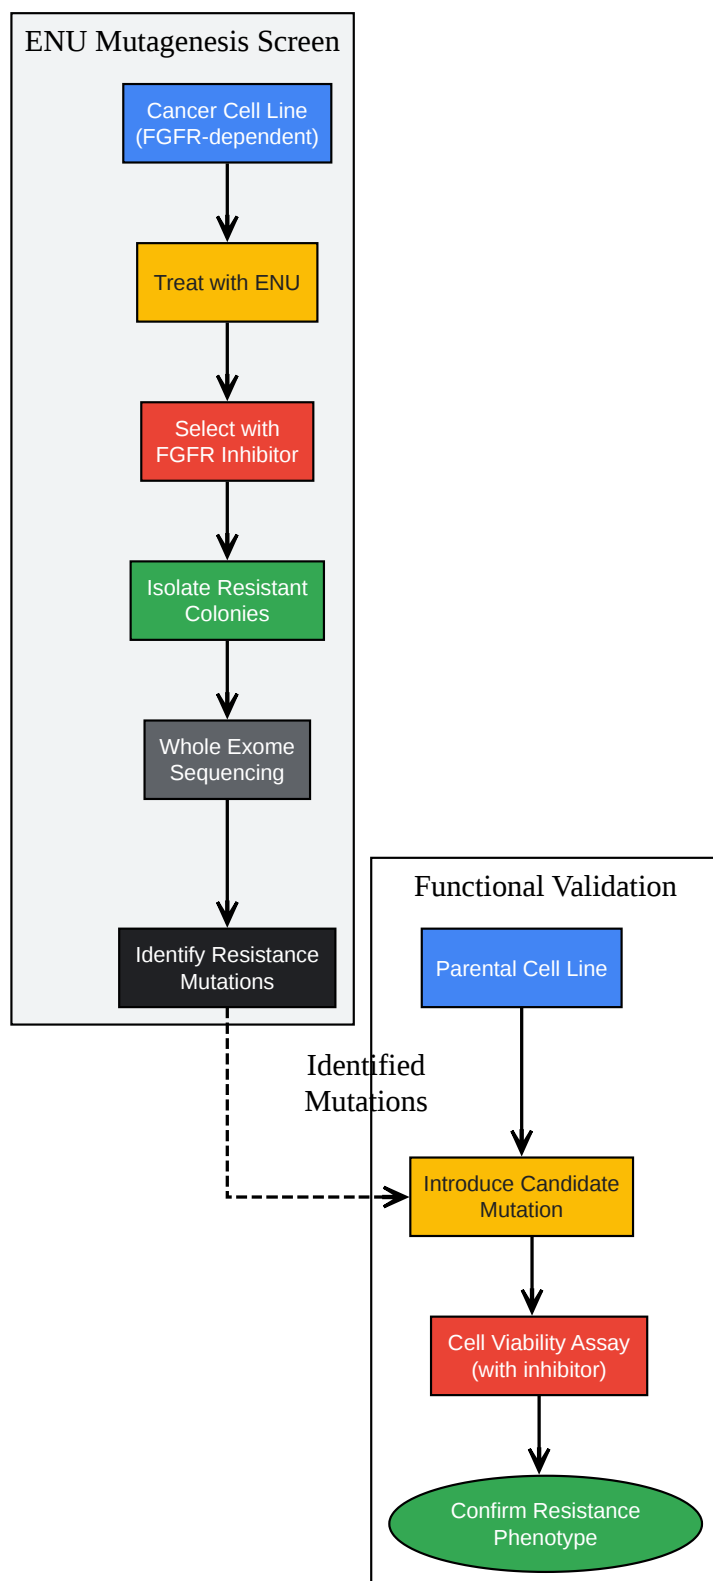 ENU Mutagenesis Screen
Cancer Cell Line
(FGFR-dependent)
Treat with ENU
Select with
FGFR Inhibitor
Isolate Resistant
Colonies
Whole Exome
Sequencing
Identify Resistance
Mutations
Identified
Mutations
Functional Validation
Parental Cell Line
Introduce Candidate
Mutation
Cell Viability Assay
(with inhibitor)
Confirm Resistance
Phenotype